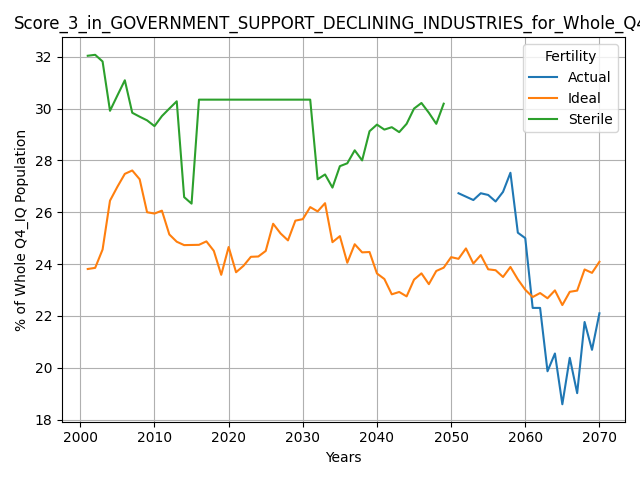 Score_3_in_GOVERNMENT_SUPPORT_DECLINING_INDUSTRIES_for_Whole_Q4
Fertility
Actual
Ideal
Sterile
% of Whole Q4_IQ Population
32
30
28
26
24
22
20
18
2000 2010 2020 2030 2040 2050 2060 2070
Years